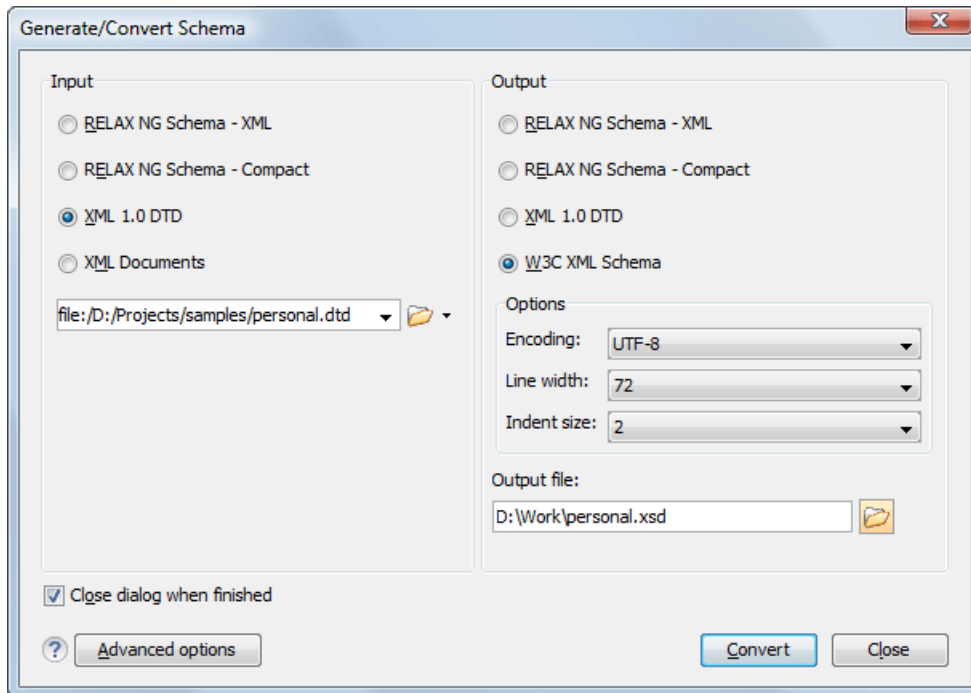 Generate/Convert Schema
Input
RELAX NG Schema - XML
RELAX NG Schema - Compact
XML 1.0 DTD
XML Documents
file:/D:/Projects/samples/personal.dtd
Output
RELAX NG Schema - XML
RELAX NG Schema - Compact
XML 1.0 DTD
W3C XML Schema
Options
Encoding: UTF-8
Line width: 72
Indent size: 2
Output file:
D:\Work\personal.xsd
Close dialog when finished
? Advanced options Convert Close